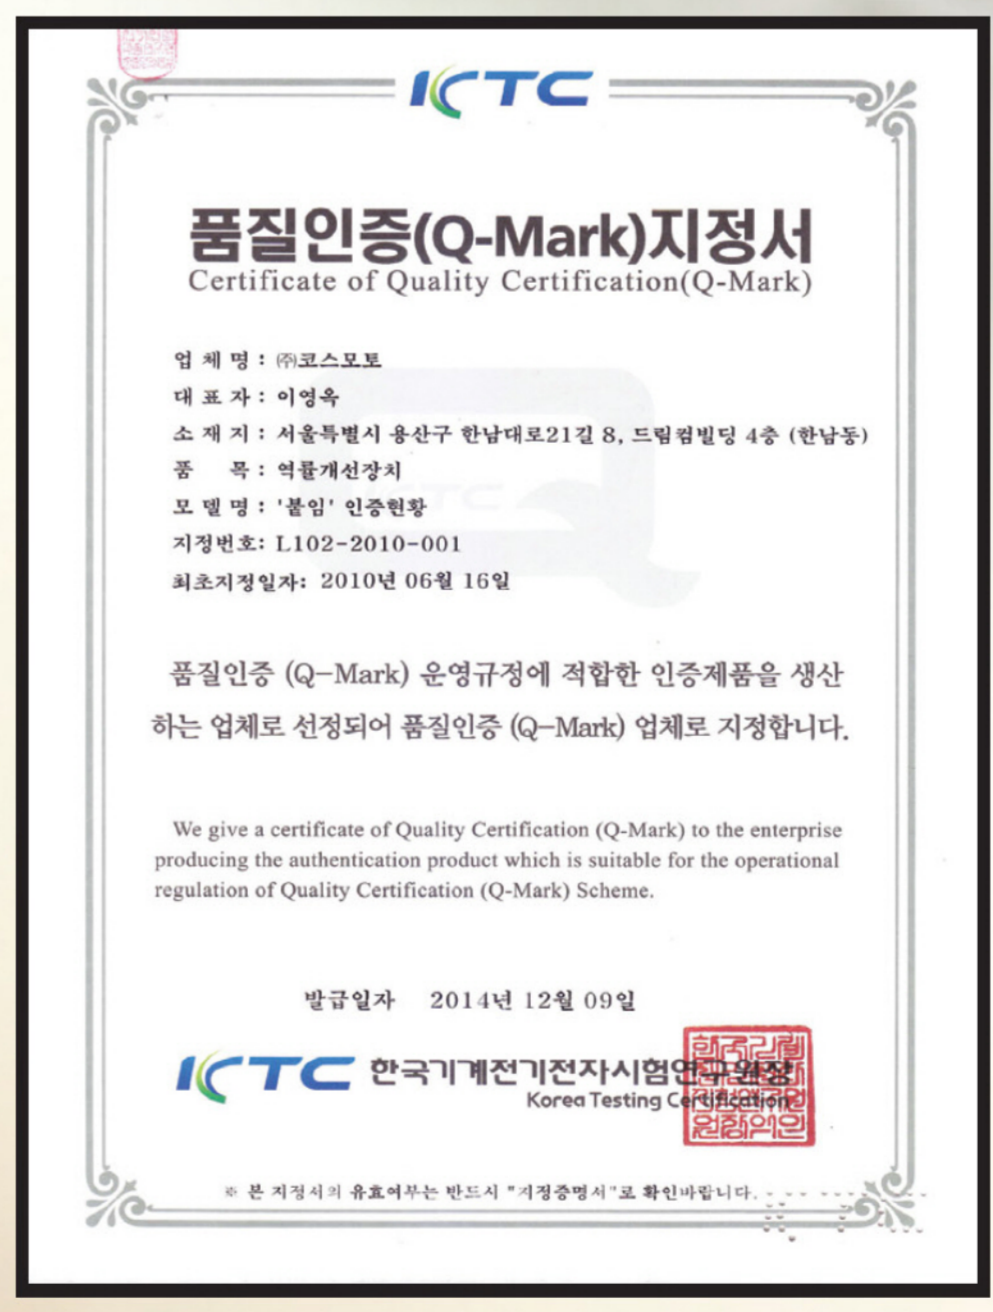 KTC
품질인증(Q-Mark)지정서
Certificate of Quality Certification(Q-Mark)
업 체 명 : ㈜코스모토
대 표 자 : 이영옥
소 재 지 : 서울특별시 용산구 한남대로21길 8, 드림컴빌딩 4층 (한남동)
품 목 : 역률개선장치
모 델 명 : '붙임' 인증현황
지정번호: L102-2010-001
최초지정일자: 2010년 06월 16일
KTC
품질인증 (Q-Mark) 운영규정에 적합한 인증제품을 생산
하는 업체로 선정되어 품질인증 (Q-Mark) 업체로 지정합니다.
We give a certificate of Quality Certification (Q-Mark) to the enterprise
producing the authentication product which is suitable for the operational
regulation of Quality Certification (Q-Mark) Scheme.
발급일자 2014년 12월 09일
KTC 한국기계전기전자시험연구원장
Korea Testing Certification
※ 본 지정서의 유효여부는 반드시 "지정증명서"로 확인바랍니다.